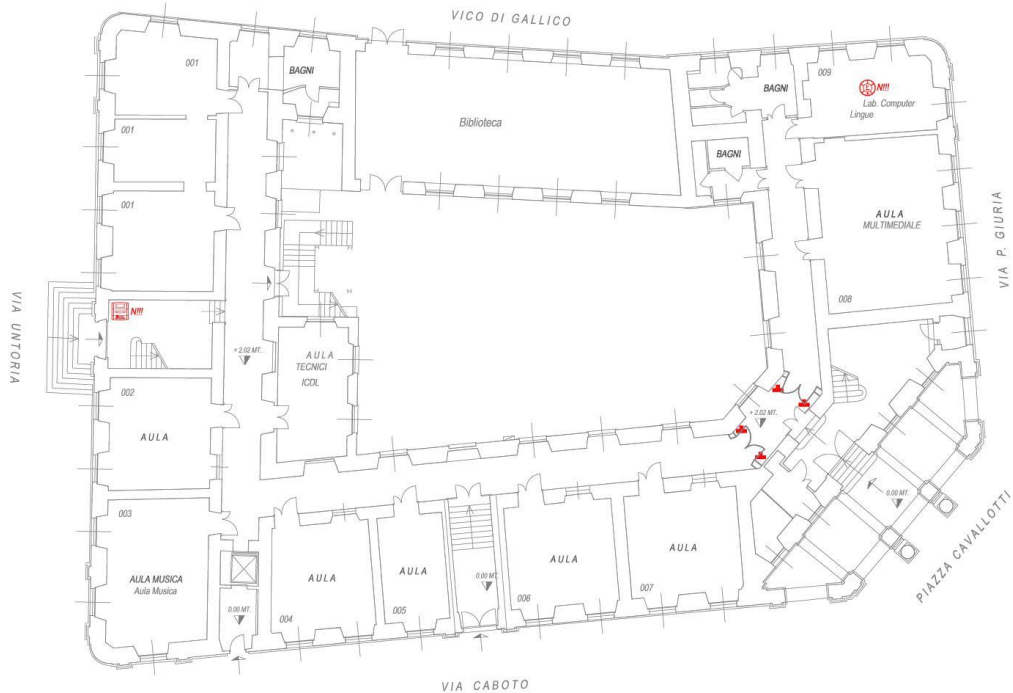 VICO DI GALLICO
001
BAGNI
009
N!!!
BAGNI
Lab. Computer
Lingue
Biblioteca
001
BAGNI
001
AULA
MULTIMEDIALE
VIA P. GIURIA
008
VIA UNTORIA
N!!!
+ 2.02 MT.
AULA
TECNICI
ICDL
002
AULA
+ 2.02 MT.
003
0.00 MT.
PIAZZA CAVALLOTTI
AULA MUSICA
Aula Musica
AULA
AULA
AULA
AULA
0.00 MT.
0.00 MT.
004
005
006
007
VIA CABOTO